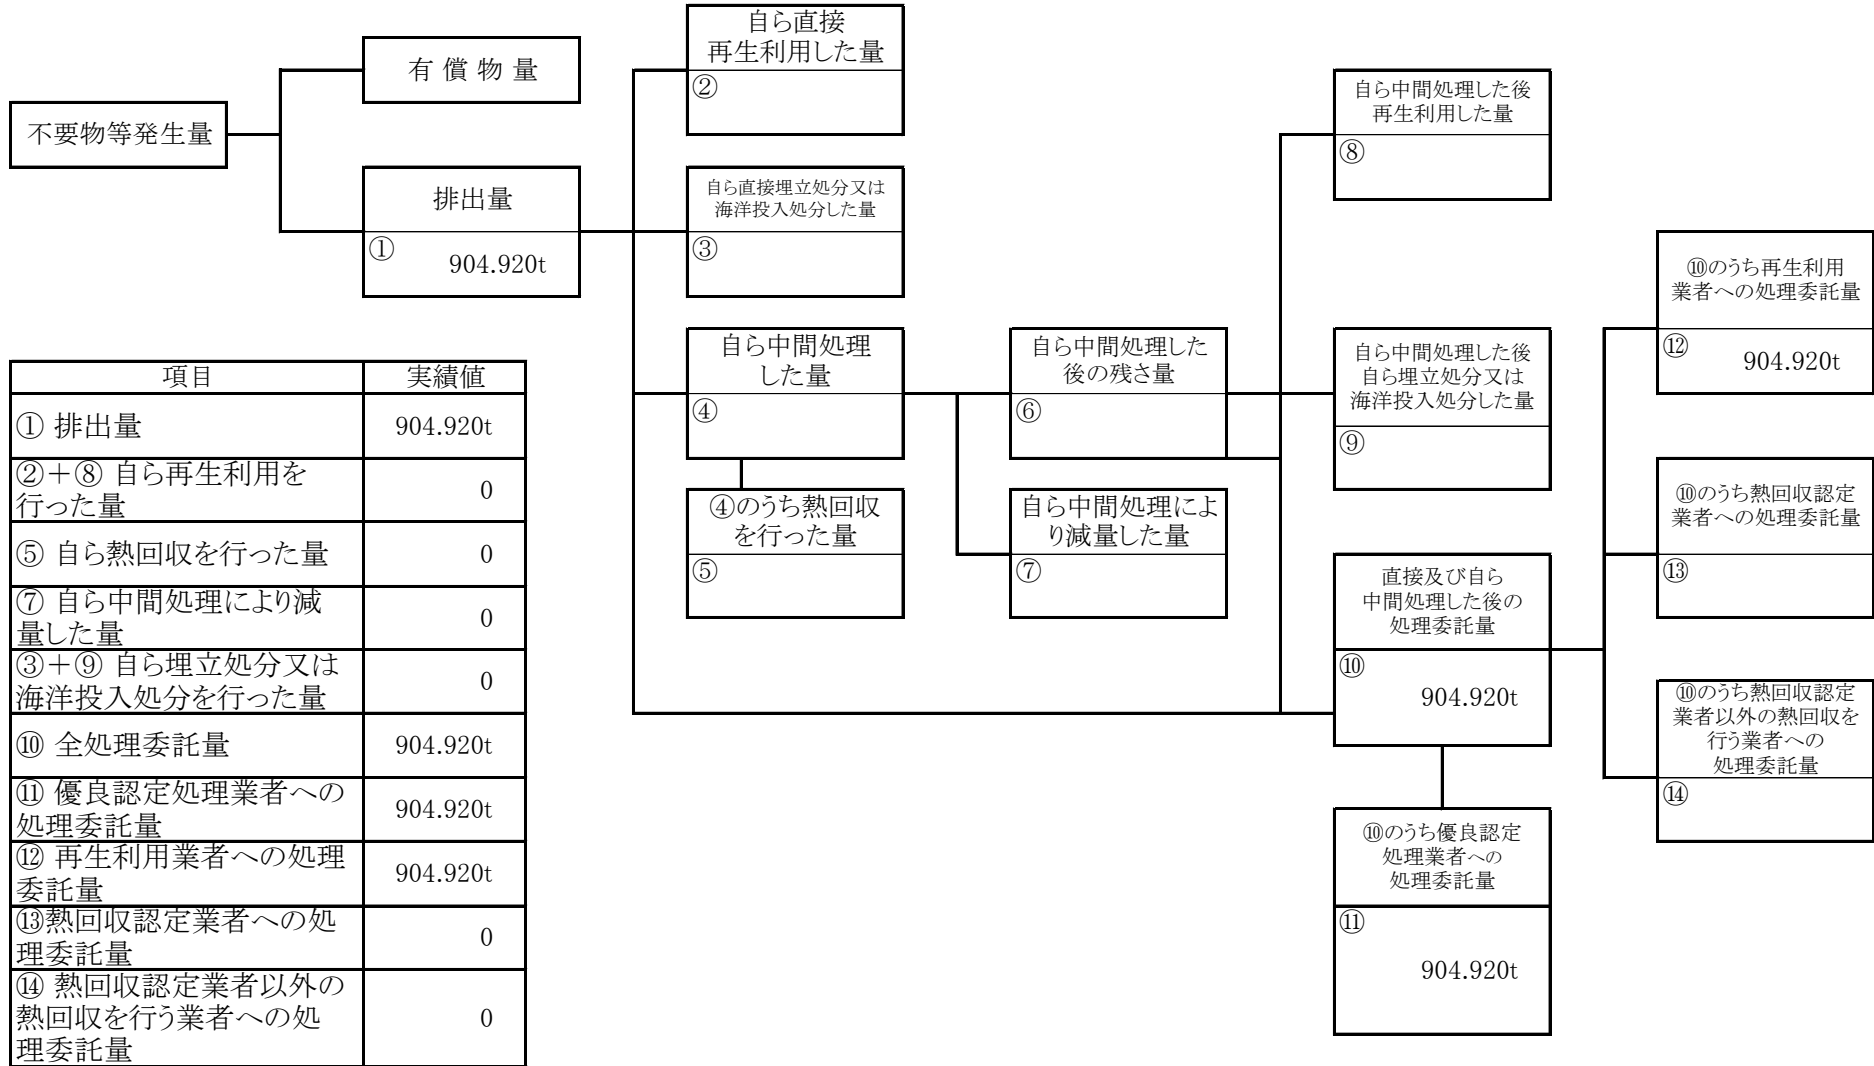 不要物等発生量
有 償 物 量
排出量
①
904.920t
自ら直接
再生利用した量
②
自ら直接埋立処分又は
海洋投入処分した量
③
自ら中間処理
した量
④
④のうち熱回収
を行った量
⑤
自ら中間処理した
後の残さ量
⑥
自ら中間処理によ
り減量した量
⑦
自ら中間処理した後
再生利用した量
⑧
自ら中間処理した後
自ら埋立処分又は
海洋投入処分した量
⑨
直接及び自ら
中間処理した後の
処理委託量
⑩
904.920t
⑩のうち優良認定
処理業者への
処理委託量
⑪
904.920t
⑩のうち再生利用
業者への処理委託量
⑫
904.920t
⑩のうち熱回収認定
業者への処理委託量
⑬
⑩のうち熱回収認定
業者以外の熱回収を
行う業者への
処理委託量
⑭
項目 実績値
① 排出量 904.920t
②＋⑧ 自ら再生利用を
行った量 0
⑤ 自ら熱回収を行った量 0
⑦ 自ら中間処理により減
量した量 0
③＋⑨ 自ら埋立処分又は
海洋投入処分を行った量 0
⑩ 全処理委託量 904.920t
⑪ 優良認定処理業者への
処理委託量 904.920t
⑫ 再生利用業者への処理
委託量 904.920t
⑬熱回収認定業者への処
理委託量 0
⑭ 熱回収認定業者以外の
熱回収を行う業者への処
理委託量 0